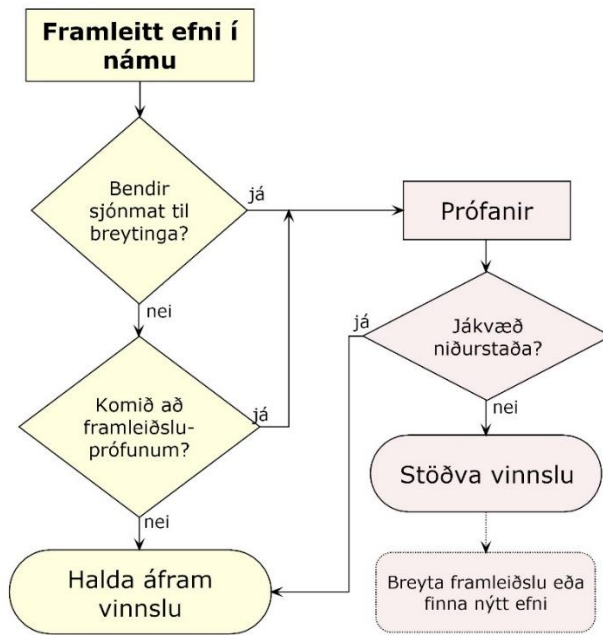 Framleitt efni í
námu
Bendir
sjónmat til
breytinga?
já
nei
Komið að
framleiðslu-
prófunum?
já
nei
Halda áfram
vinnslu
Prófanir
Jákvæð
niðurstaða?
já
nei
Stöðva vinnslu
Breyta framleiðslu eða
finna nýtt efni